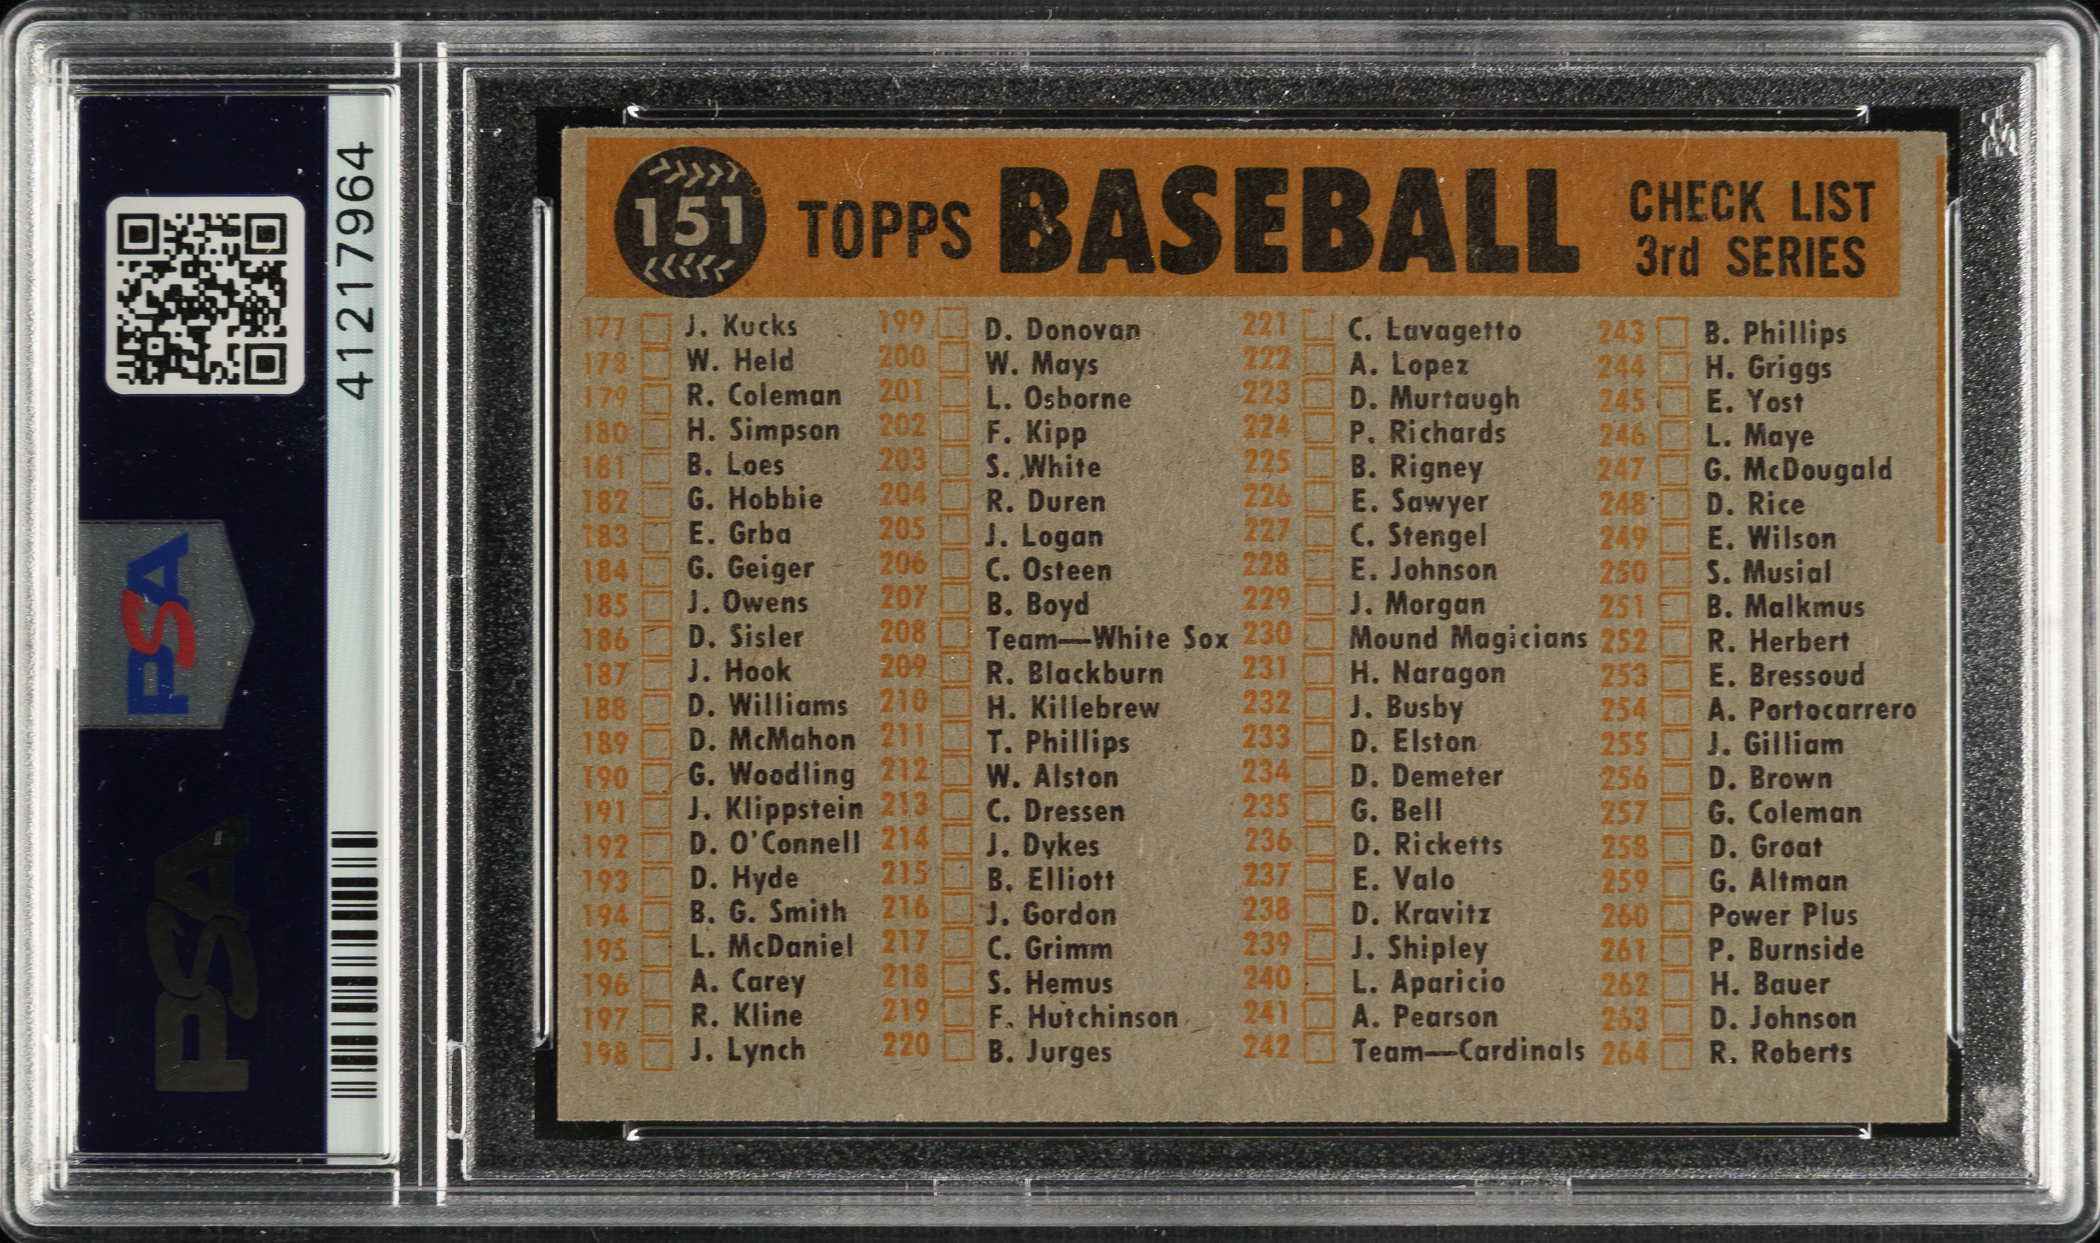 41217964
PSA
PSA
151 TOPPS BASEBALL CHECK LIST
3rd SERIES
177 J. Kucks
178 W. Held
179 R. Coleman
180 H. Simpson
181 B. Loes
182 G. Hobbie
183 E. Grba
184 G. Geiger
185 J. Owens
186 D. Sisler
187 J. Hook
188 D. Williams
189 D. McMahon
190 G. Woodling
191 J. Klippstein
192 D. O'Connell
193 D. Hyde
194 B. G. Smith
195 L. McDaniel
196 A. Carey
197 R. Kline
198 J. Lynch
199 D. Donovan
200 W. Mays
201 L. Osborne
202 F. Kipp
203 S. White
204 R. Duren
205 J. Logan
206 C. Osteen
207 B. Boyd
208 Team—White Sox
209 R. Blackburn
210 H. Killebrew
211 T. Phillips
212 W. Alston
213 C. Dressen
214 J. Dykes
215 B. Elliott
216 J. Gordon
217 C. Grimm
218 S. Hemus
219 F. Hutchinson
220 B. Jurges
221 C. Lavagetto
222 A. Lopez
223 D. Murtaugh
224 P. Richards
225 B. Rigney
226 E. Sawyer
227 C. Stengel
228 E. Johnson
229 J. Morgan
230 Mound Magicians
231 H. Naragon
232 J. Busby
233 D. Elston
234 D. Demeter
235 G. Bell
236 D. Ricketts
237 E. Valo
238 D. Kravitz
239 J. Shipley
240 L. Aparicio
241 A. Pearson
242 Team—Cardinals
243 B. Phillips
244 H. Griggs
245 E. Yost
246 L. Maye
247 G. McDougald
248 D. Rice
249 E. Wilson
250 S. Musial
251 B. Malkmus
252 R. Herbert
253 E. Bressoud
254 A. Portocarrero
255 J. Gilliam
256 D. Brown
257 G. Coleman
258 D. Groat
259 G. Altman
260 Power Plus
261 P. Burnside
262 H. Bauer
263 D. Johnson
264 R. Roberts